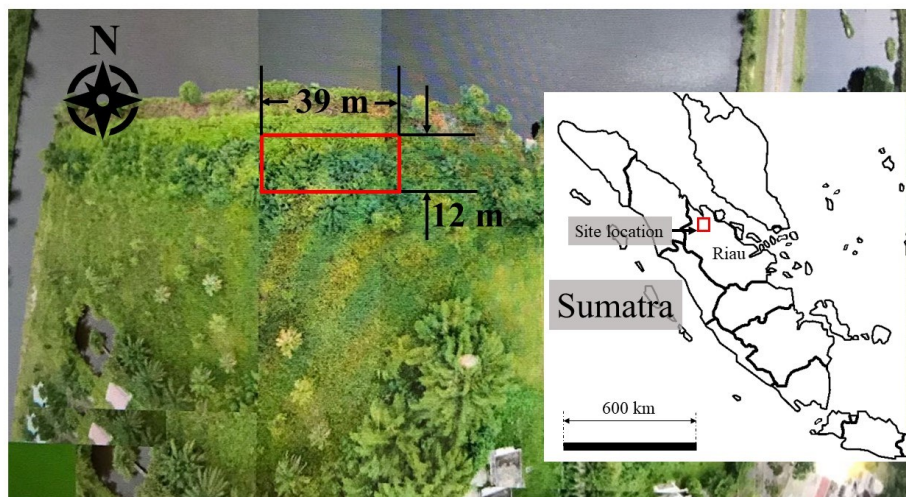 N
39 m
12 m
Site location
Riau
Sumatra
600 km